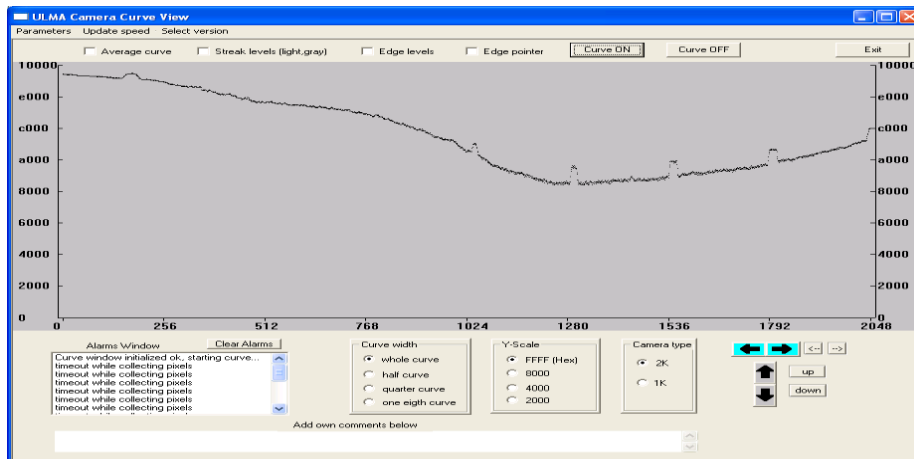 ULMA Camera Curve View
Parameters Update speed Select version
Average curve Streak levels (light,gray) Edge levels Edge pointer Curve ON Curve OFF Exit
10000 10000
e000 e000
c000 c000
a000 a000
8000 8000
6000 6000
4000 4000
2000 2000
0 0
0 256 512 768 1024 1280 1536 1792 2048
Alarms Window Clear Alarms
Curve window initialized ok, starting curve...
timeout while collecting pixels
timeout while collecting pixels
timeout while collecting pixels
timeout while collecting pixels
timeout while collecting pixels
timeout while collecting pixels
Curve width
whole curve
half curve
quarter curve
one eigth curve
Y-Scale
FFFF (Hex)
8000
4000
2000
Camera type
2K
1K
<-- -->
up
down
Add own comments below